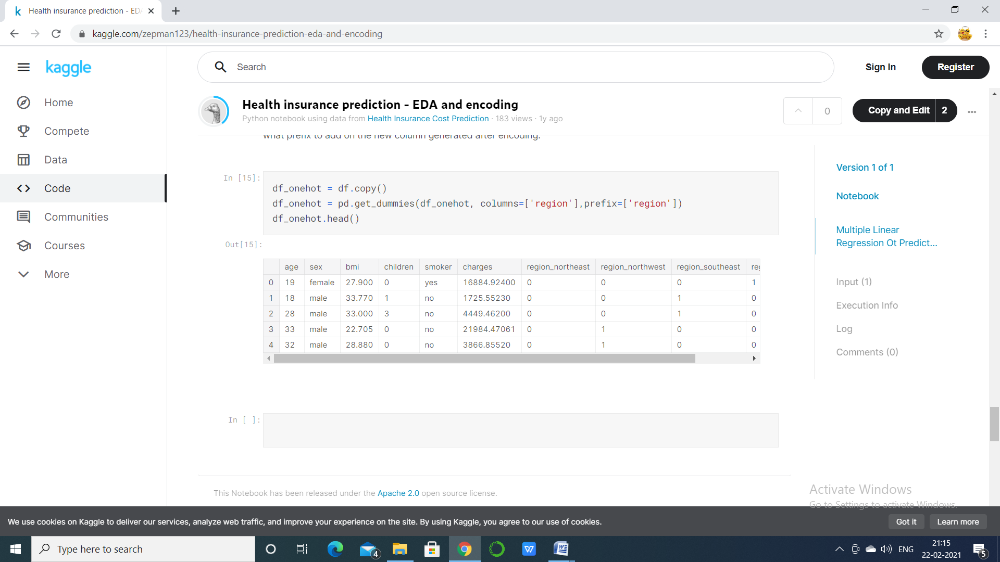 Health insurance prediction - ED
kaggle.com/zepman123/health-insurance-prediction-eda-and-encoding
kaggle
Search
Sign In
Register
Home
Compete
Data
Code
Communities
Courses
More
Health insurance prediction - EDA and encoding
Python notebook using data from Health Insurance Cost Prediction · 183 views · 1y ago
0
Copy and Edit 2
what prefix to add on the new column generated after encoding.
In [15]:
df_onehot = df.copy()
df_onehot = pd.get_dummies(df_onehot, columns=['region'],prefix=['region'])
df_onehot.head()
Out[15]:
age sex bmi children smoker charges region_northeast region_northwest region_southeast reg
0 19 female 27.900 0 yes 16884.92400 0 0 0 1
1 18 male 33.770 1 no 1725.55230 0 0 1 0
2 28 male 33.000 3 no 4449.46200 0 0 1 0
3 33 male 22.705 0 no 21984.47061 0 1 0 0
4 32 male 28.880 0 no 3866.85520 0 1 0 0
In [ ]:
This Notebook has been released under the Apache 2.0 open source license.
Version 1 of 1
Notebook
Multiple Linear
Regression Ot Predict...
Input (1)
Execution Info
Log
Comments (0)
Activate Windows
Go to Settings to activate Windows.
We use cookies on Kaggle to deliver our services, analyze web traffic, and improve your experience on the site. By using Kaggle, you agree to our use of cookies.
Got it
Learn more
Type here to search
4
ENG
21:15
22-02-2021
5